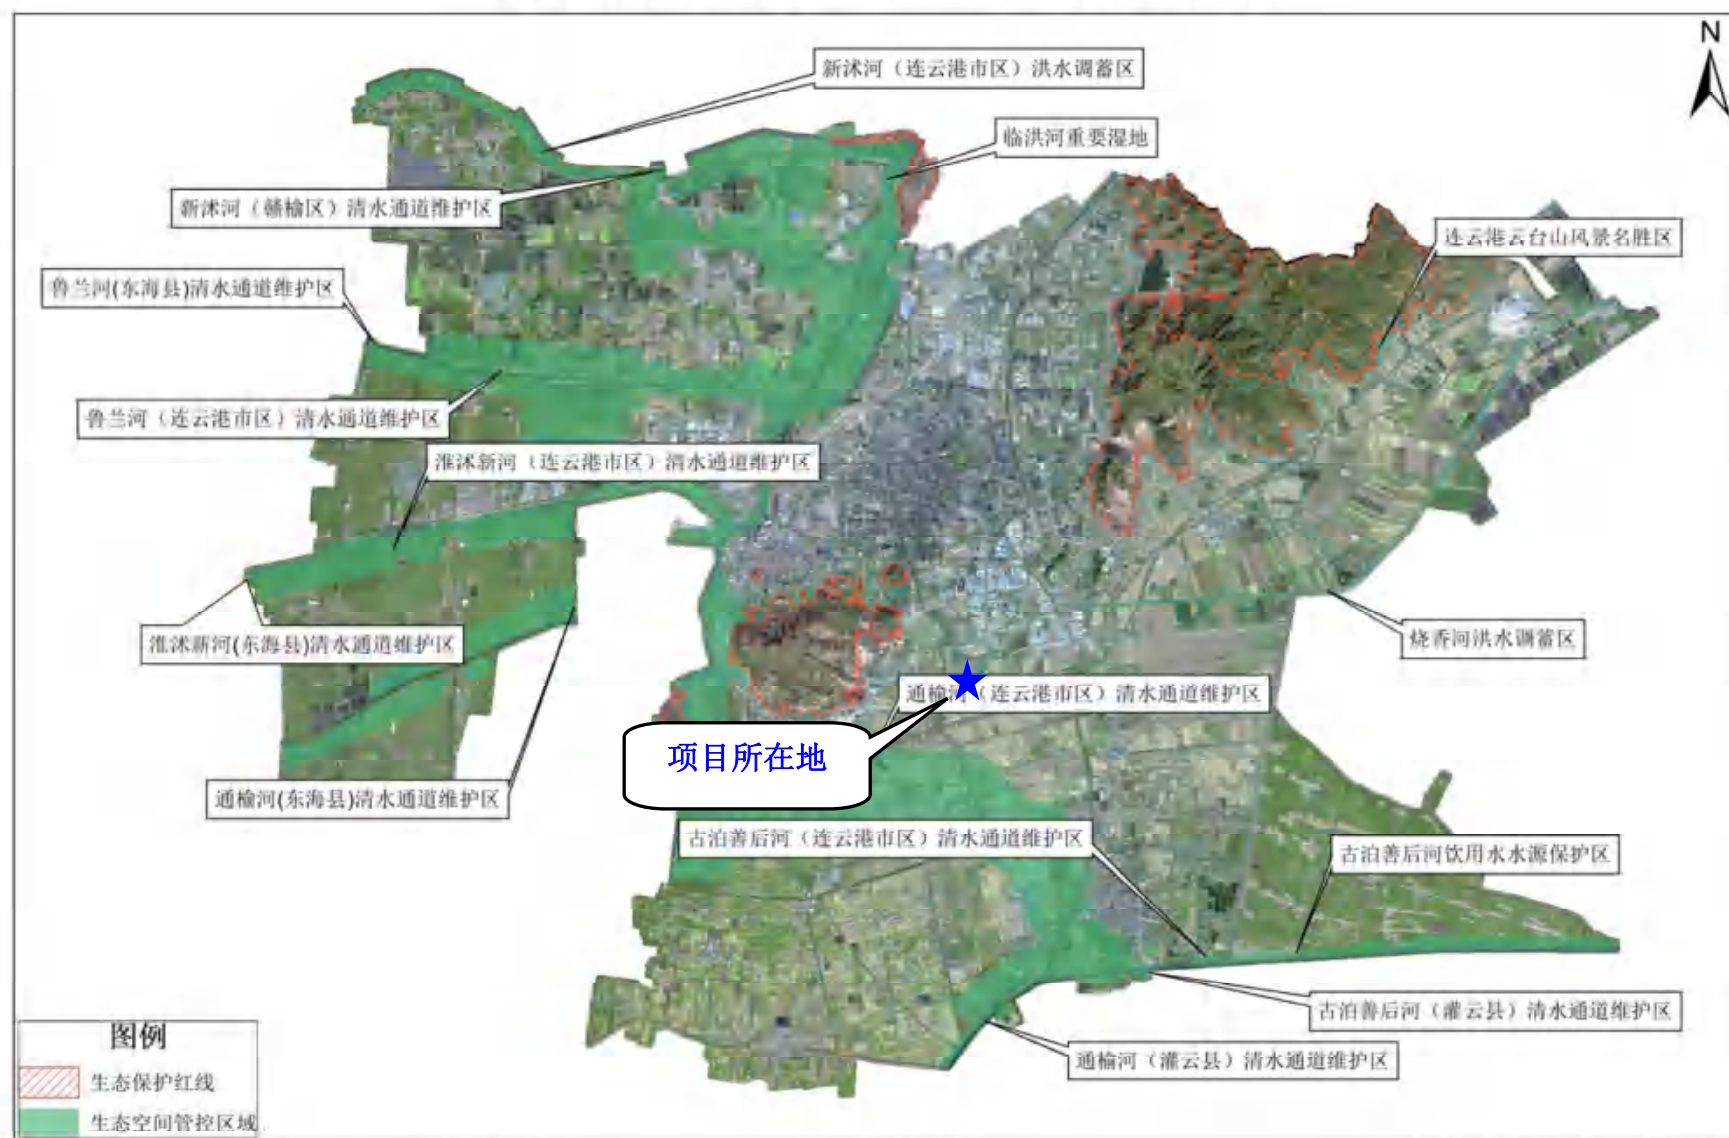 N
新沭河（连云港市区）洪水调蓄区
临洪河重要湿地
新沭河（赣榆区）清水通道维护区
连云港云台山风景名胜区
鲁兰河(东海县)清水通道维护区
鲁兰河（连云港市区）清水通道维护区
淮沭新河（连云港市区）清水通道维护区
淮沭新河(东海县)清水通道维护区
烧香河洪水调蓄区
通榆河（连云港市区）清水通道维护区
项目所在地
通榆河(东海县)清水通道维护区
古泊善后河（连云港市区）清水通道维护区
古泊善后河饮用水水源保护区
古泊善后河（灌云县）清水通道维护区
通榆河（灌云县）清水通道维护区
图例
生态保护红线
生态空间管控区域